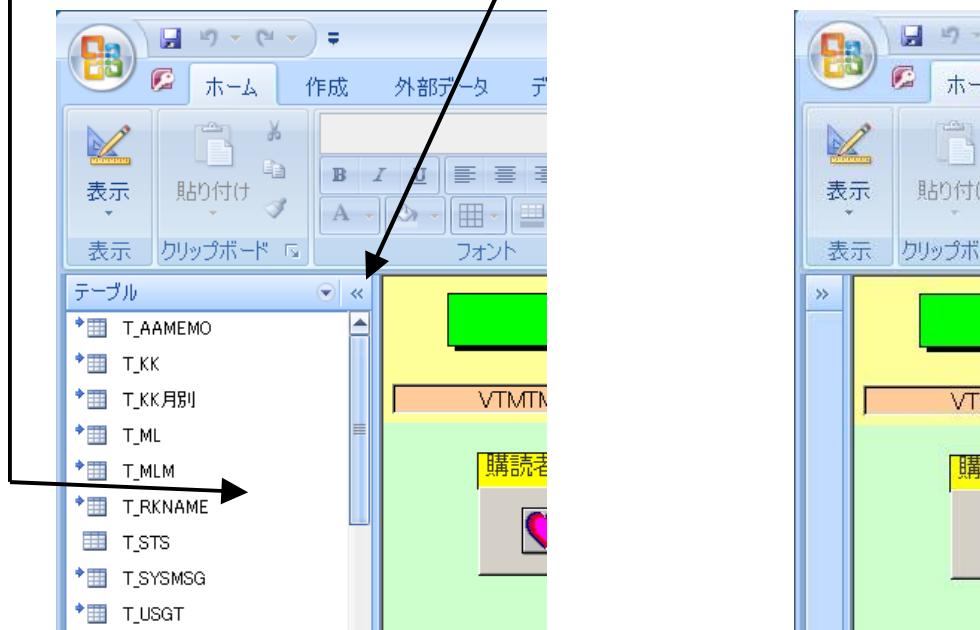 ホーム 作成 外部データ
B I U
A
表示 貼り付け
表示 クリップボード フォント
テーブル «
T_AAMEMO
T_KK
T_KK月別
T_ML
T_MLM
T_RKNAME
T_STS
T_SYSMSG
T_USGT
VTMTM
購読者
表示 貼り付け
表示 クリップボ
»
VT
購